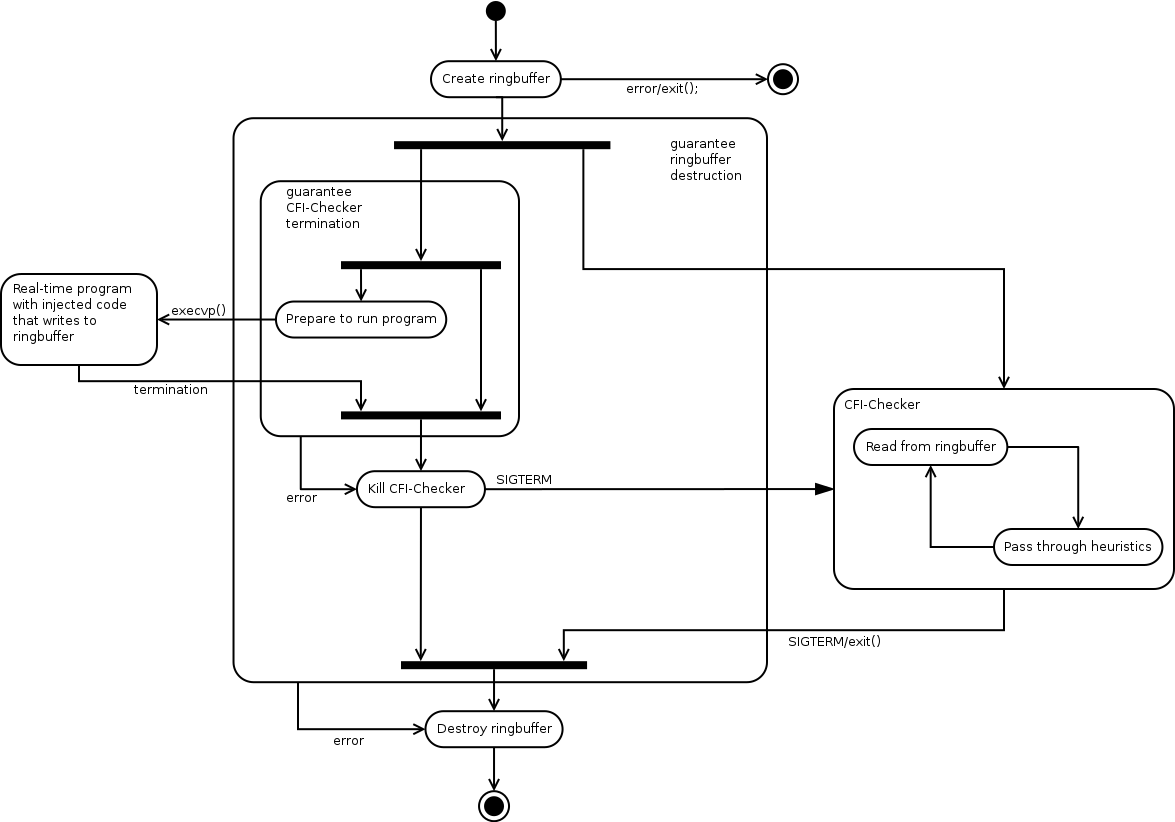 Create ringbuffer
error/exit();
guarantee
ringbuffer
destruction
guarantee
CFI-Checker
termination
Real-time program
with injected code
that writes to
ringbuffer
execvp()
Prepare to run program
termination
CFI-Checker
Read from ringbuffer
Kill CFI-Checker
SIGTERM
error
Pass through heuristics
SIGTERM/exit()
Destroy ringbuffer
error